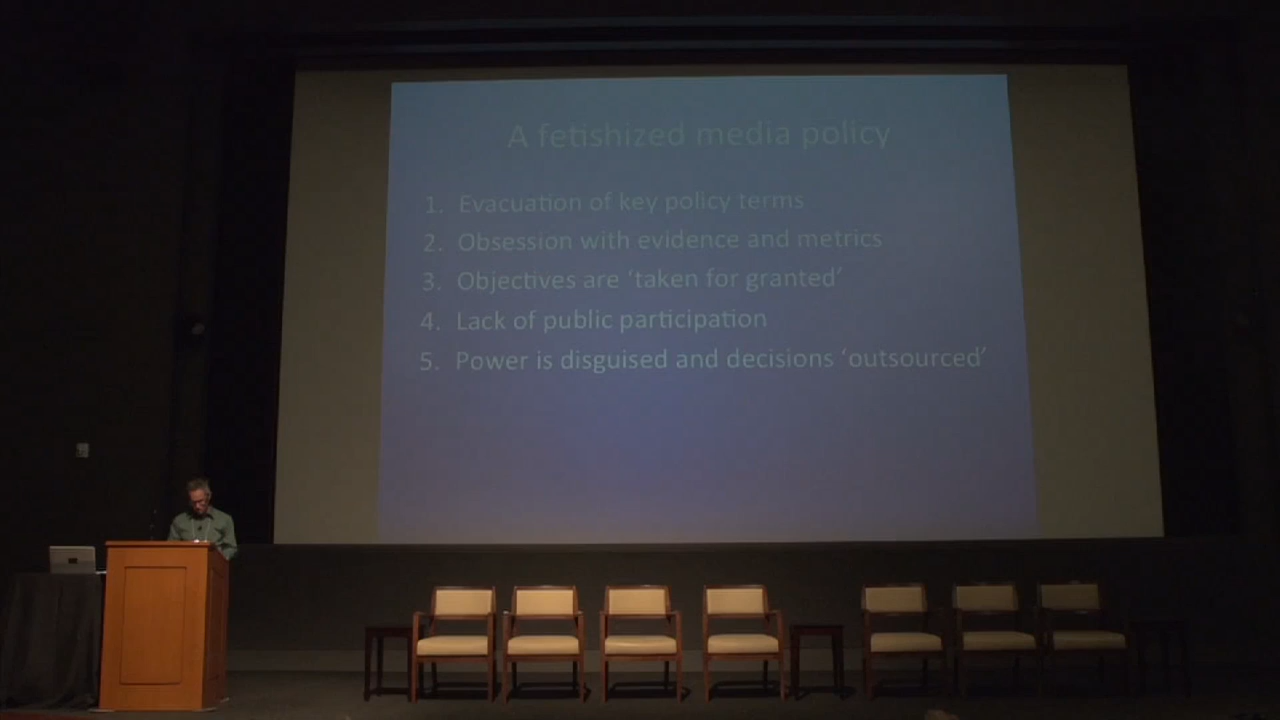 A fetishized media policy
1. Evacuation of key policy terms
2. Obsession with evidence and metrics
3. Objectives are ‘taken for granted’
4. Lack of public participation
5. Power is disguised and decisions ‘outsourced’